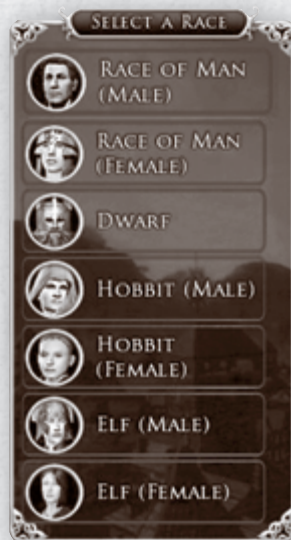 SELECT A RACE
RACE OF MAN
(MALE)
RACE OF MAN
(FEMALE)
DWARF
HOBBIT (MALE)
HOBBIT
(FEMALE)
ELF (MALE)
ELF (FEMALE)